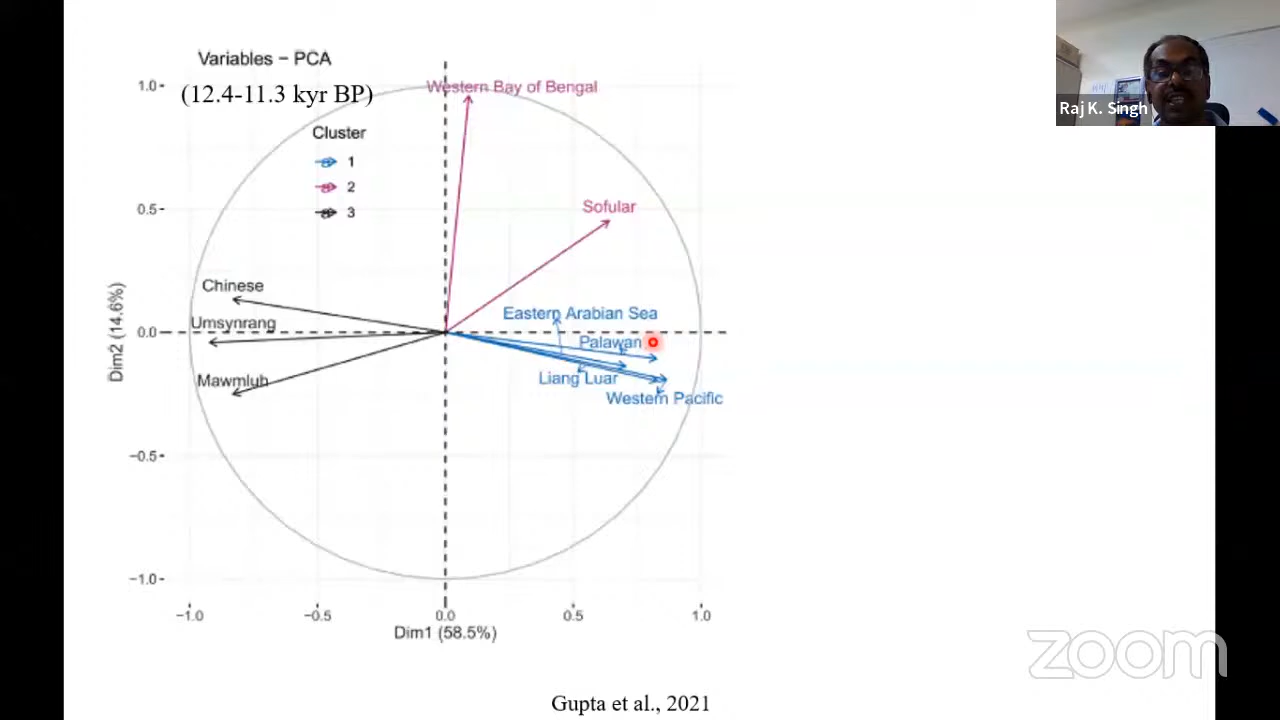 Variables − PCA
(12.4-11.3 kyr BP)
Cluster
1
2
3
Western Bay of Bengal
Sofular
Chinese
Umsynrang
Mawmluh
Eastern Arabian Sea
Palawan
Liang Luar
Western Pacific
1.0
0.5
0.0
−0.5
−1.0
Dim2 (14.6%)
−1.0
−0.5
0.0
0.5
1.0
Dim1 (58.5%)
Gupta et al., 2021
Raj K. Singh
zoom